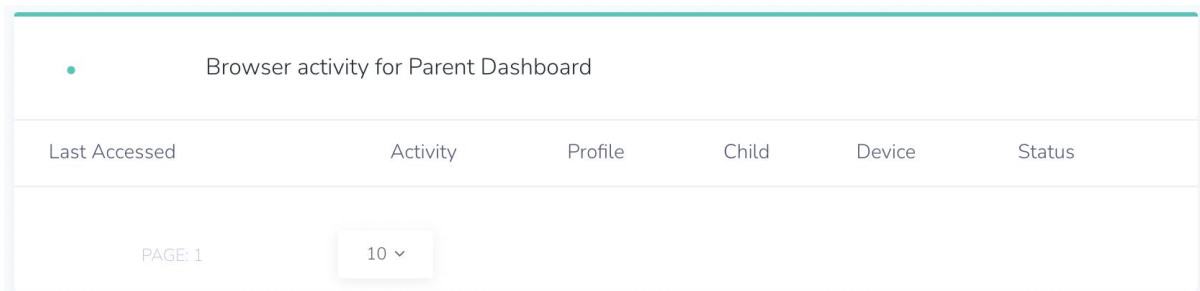 Browser activity for Parent Dashboard
Last Accessed Activity Profile Child Device Status
PAGE: 1 10